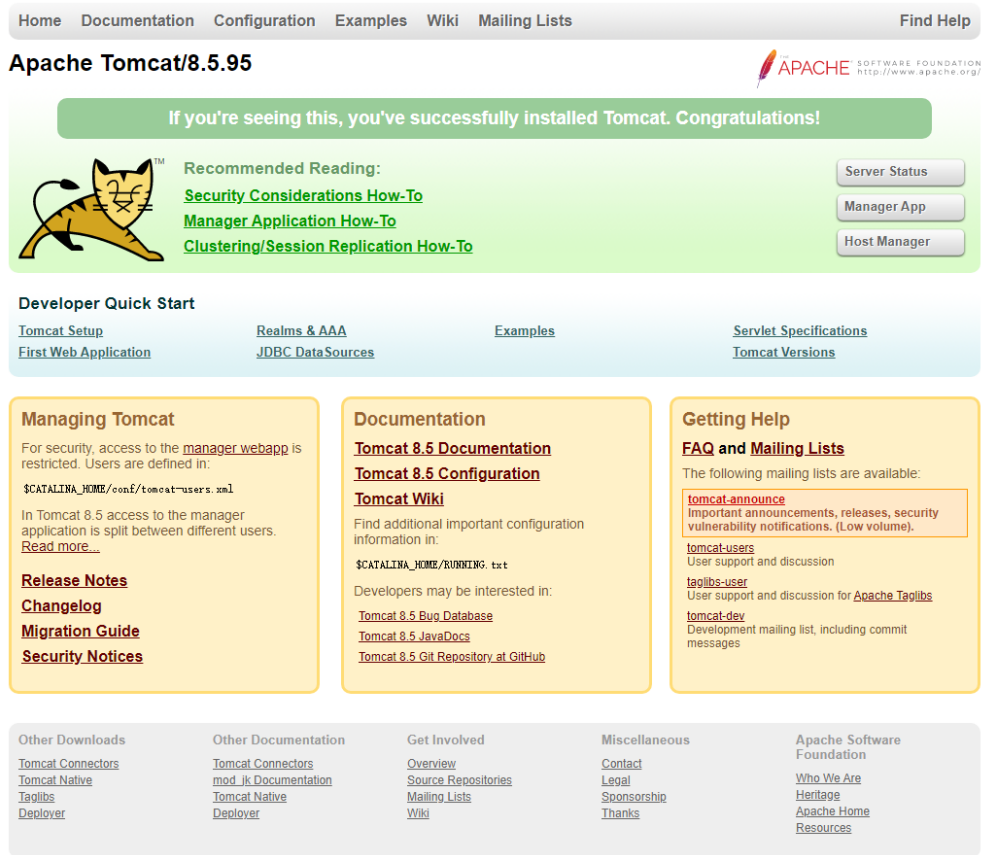 Home Documentation Configuration Examples Wiki Mailing Lists Find Help
Apache Tomcat/8.5.95
THE APACHE™ SOFTWARE FOUNDATION
http://www.apache.org/
If you're seeing this, you've successfully installed Tomcat. Congratulations!
TM
Recommended Reading:
Security Considerations How-To
Manager Application How-To
Clustering/Session Replication How-To
Server Status
Manager App
Host Manager
Developer Quick Start
Tomcat Setup
First Web Application
Realms & AAA
JDBC DataSources
Examples
Servlet Specifications
Tomcat Versions
Managing Tomcat
For security, access to the manager webapp is
restricted. Users are defined in:
$CATALINA_HOME/conf/tomcat-users.xml
In Tomcat 8.5 access to the manager
application is split between different users.
Read more...
Release Notes
Changelog
Migration Guide
Security Notices
Documentation
Tomcat 8.5 Documentation
Tomcat 8.5 Configuration
Tomcat Wiki
Find additional important configuration
information in:
$CATALINA_HOME/RUNNING.txt
Developers may be interested in:
Tomcat 8.5 Bug Database
Tomcat 8.5 JavaDocs
Tomcat 8.5 Git Repository at GitHub
Getting Help
FAQ and Mailing Lists
The following mailing lists are available:
tomcat-announce
Important announcements, releases, security
vulnerability notifications. (Low volume).
tomcat-users
User support and discussion
taglibs-user
User support and discussion for Apache Taglibs
tomcat-dev
Development mailing list, including commit
messages
Other Downloads
Tomcat Connectors
Tomcat Native
Taglibs
Deployer
Other Documentation
Tomcat Connectors
mod_jk Documentation
Tomcat Native
Deployer
Get Involved
Overview
Source Repositories
Mailing Lists
Wiki
Miscellaneous
Contact
Legal
Sponsorship
Thanks
Apache Software
Foundation
Who We Are
Heritage
Apache Home
Resources